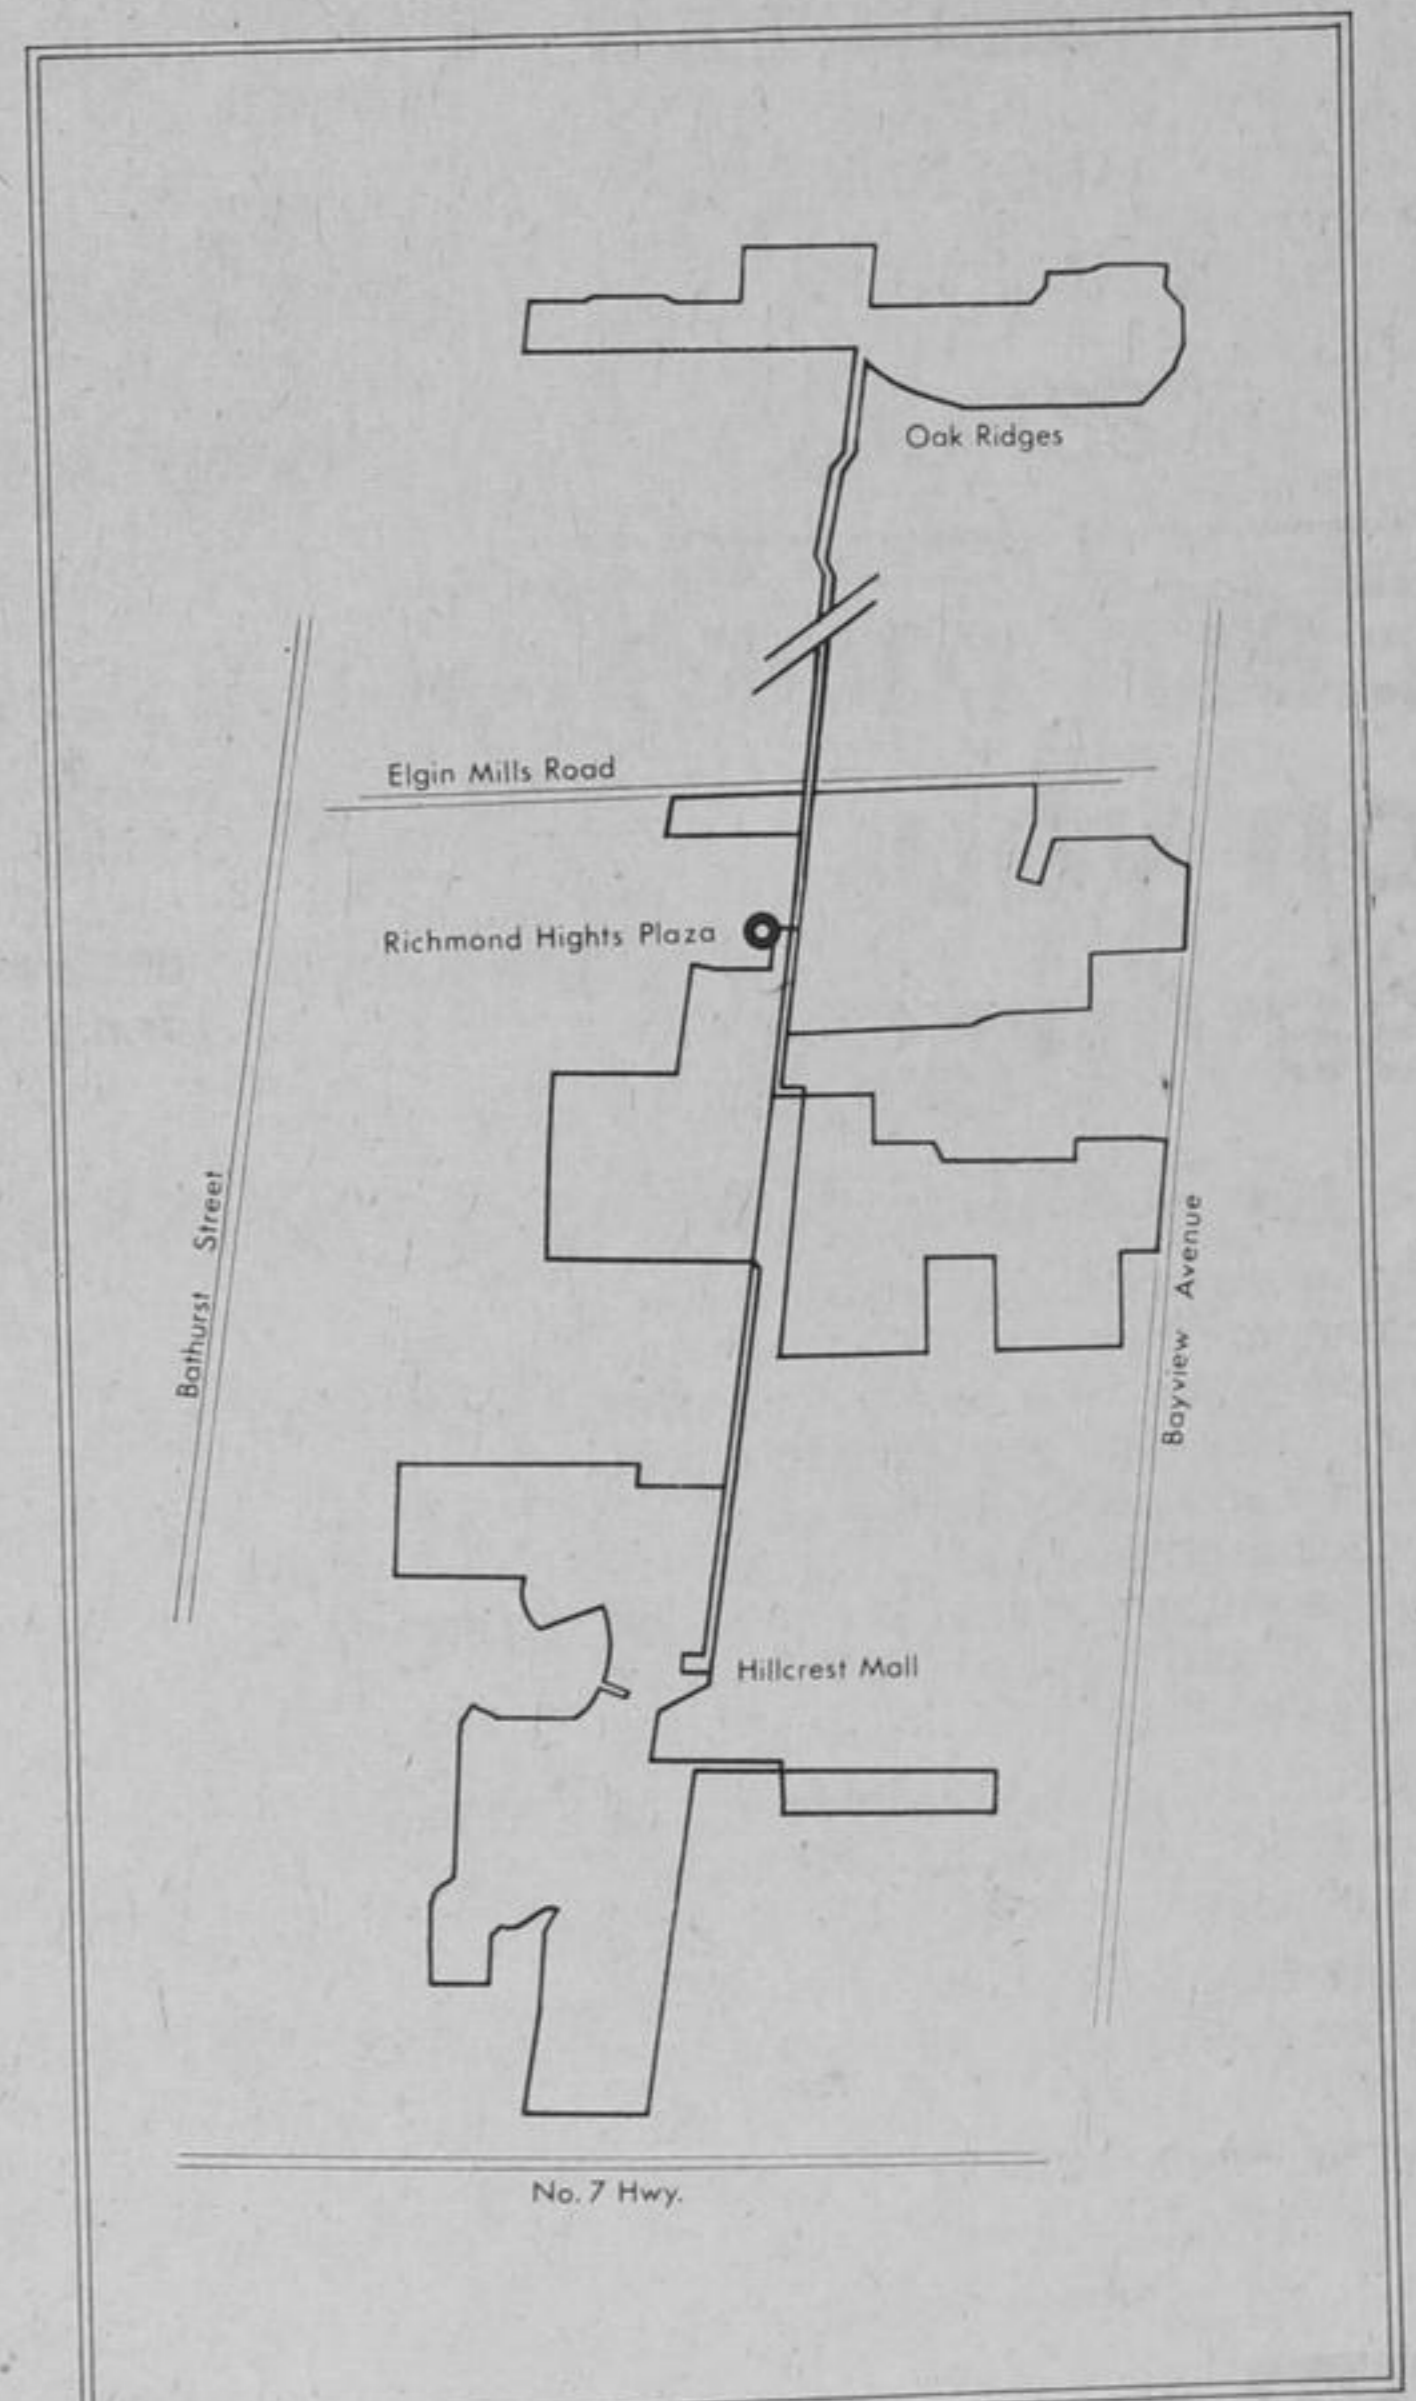 Oak Ridges
Elgin Mills Road
Richmond Hights Plaza
Bathurst Street
Bayview Avenue
Hillcrest Mall
No. 7 Hwy.